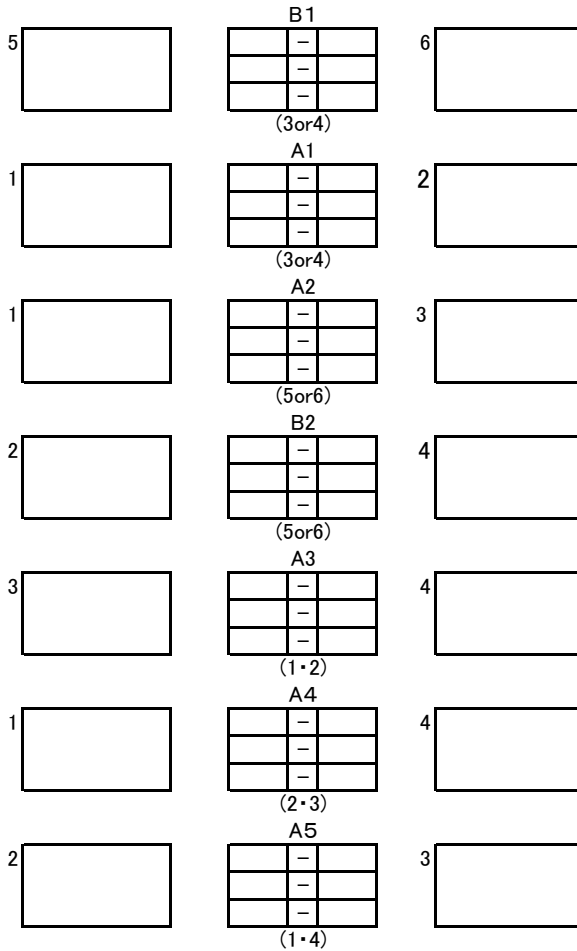 B1
5 － 6
－
－
(3or4)
A1
1 － 2
－
－
(3or4)
A2
1 － 3
－
－
(5or6)
B2
2 － 4
－
－
(5or6)
A3
3 － 4
－
－
(1・2)
A4
1 － 4
－
－
(2・3)
A5
2 － 3
－
－
(1・4)